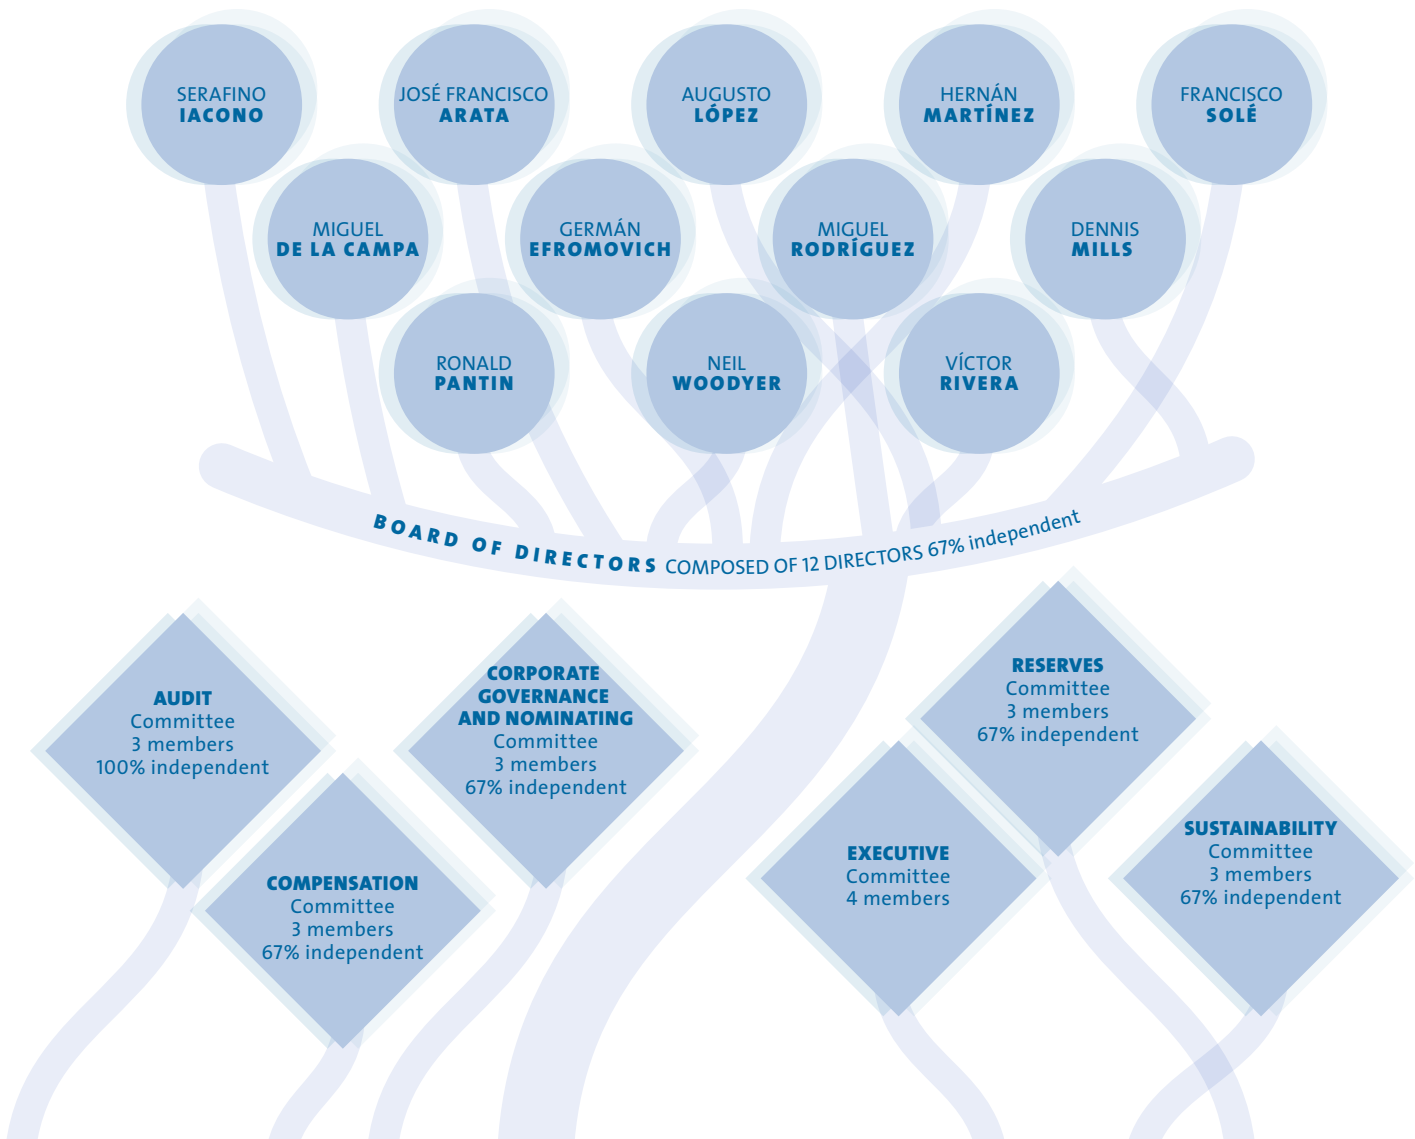 SERAFINO
IACONO
JOSÉ FRANCISCO
ARATA
AUGUSTO
LÓPEZ
HERNÁN
MARTÍNEZ
FRANCISCO
SOLÉ
MIGUEL
DE LA CAMPA
GERMÁN
EFROMOVICH
MIGUEL
RODRÍGUEZ
DENNIS
MILLS
RONALD
PANTIN
NEIL
WOODYER
VÍCTOR
RIVERA
BOARD OF DIRECTORS COMPOSED OF 12 DIRECTORS 67% independent
AUDIT
Committee
3 members
100% independent
COMPENSATION
Committee
3 members
67% independent
CORPORATE
GOVERNANCE
AND NOMINATING
Committee
3 members
67% independent
EXECUTIVE
Committee
4 members
RESERVES
Committee
3 members
67% independent
SUSTAINABILITY
Committee
3 members
67% independent